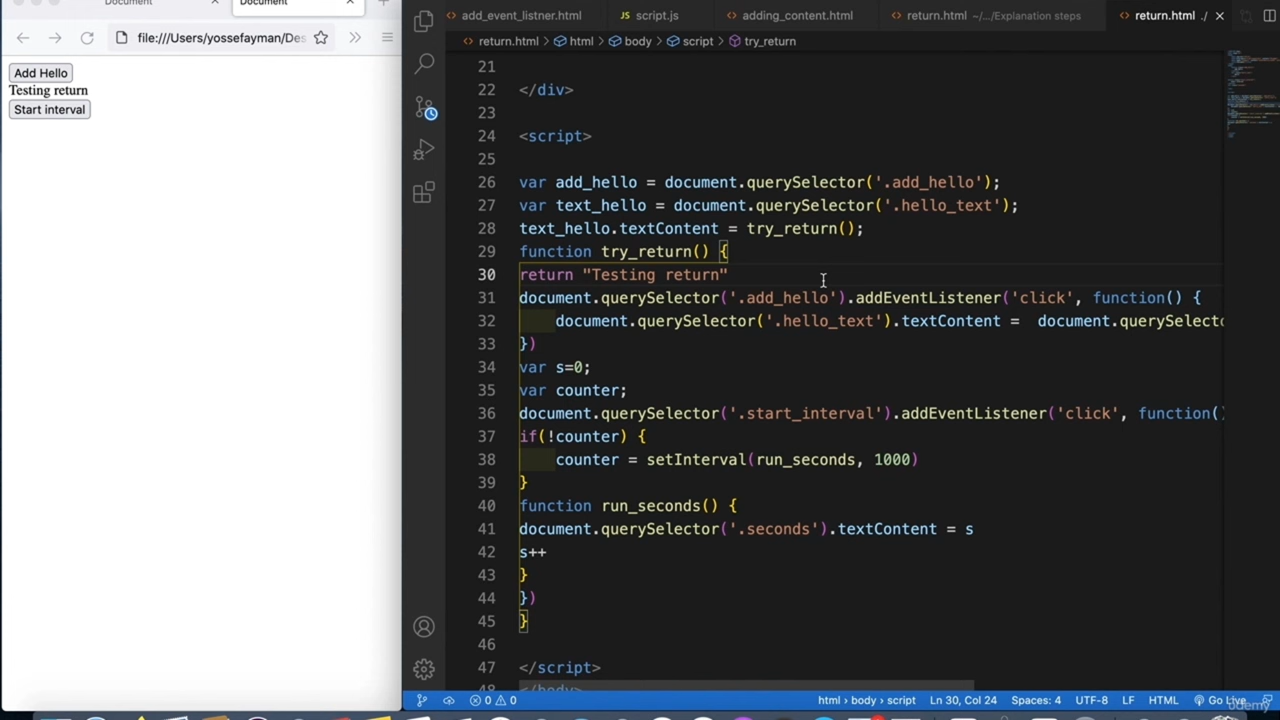 Document
Document
file:///Users/yossefayman/Des
Add Hello
Testing return
Start interval
add_event_listner.html
script.js
adding_content.html
return.html ~/.../Explanation steps
return.html ./
return.html > html > body > script > try_return
21
22 </div>
23
24 <script>
25
26 var add_hello = document.querySelector('.add_hello');
27 var text_hello = document.querySelector('.hello_text');
28 text_hello.textContent = try_return();
29 function try_return() {
30 return "Testing return"
31 document.querySelector('.add_hello').addEventListener('click', function() {
32 document.querySelector('.hello_text').textContent = document.querySelecto
33 })
34 var s=0;
35 var counter;
36 document.querySelector('.start_interval').addEventListener('click', function()
37 if(!counter) {
38 counter = setInterval(run_seconds, 1000)
39 }
40 function run_seconds() {
41 document.querySelector('.seconds').textContent = s
42 s++
43 }
44 })
45 }
46
47 </script>
48 </body>
0 0
html > body > script
Ln 30, Col 24
Spaces: 4
UTF-8
LF
HTML
Go Live
udemy